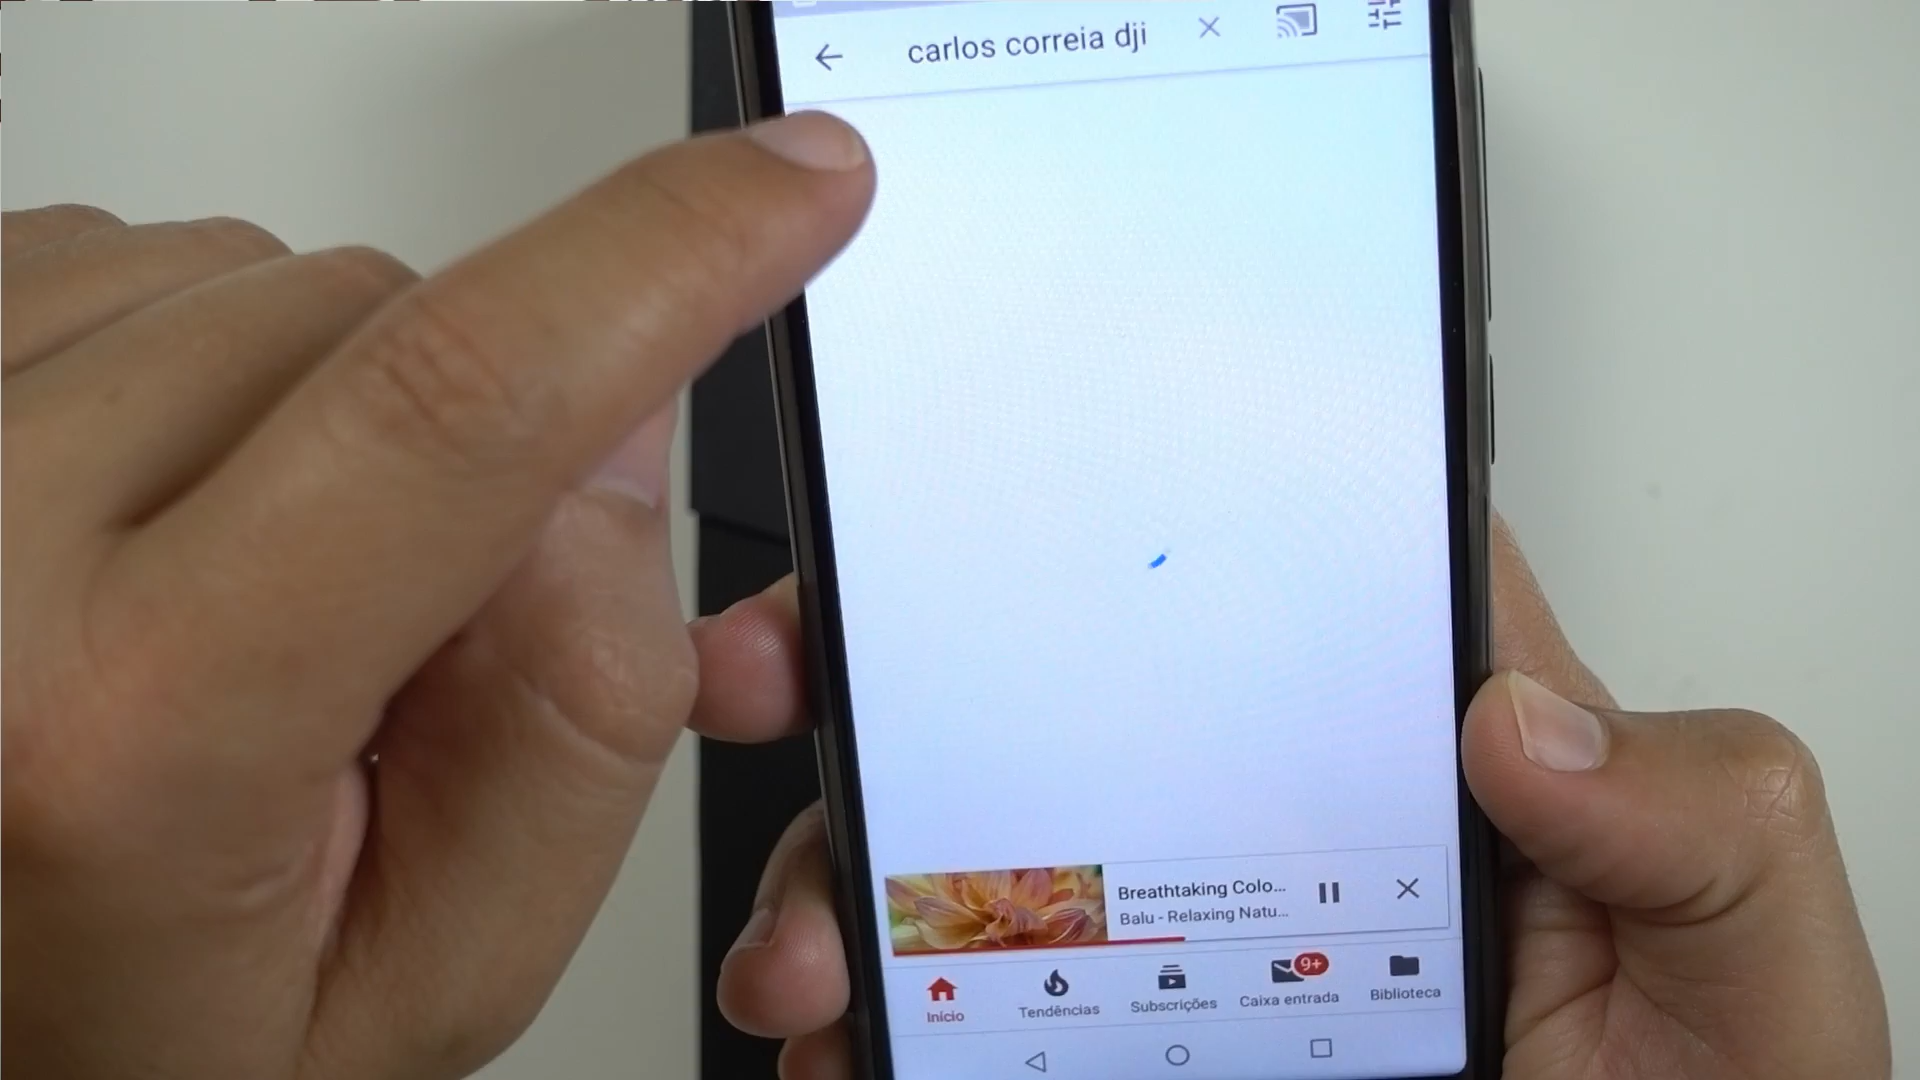 carlos correia dji
Breathtaking Colo...
Balu - Relaxing Natu...
Início
Tendências
Subscrições
9+
Caixa entrada
Biblioteca